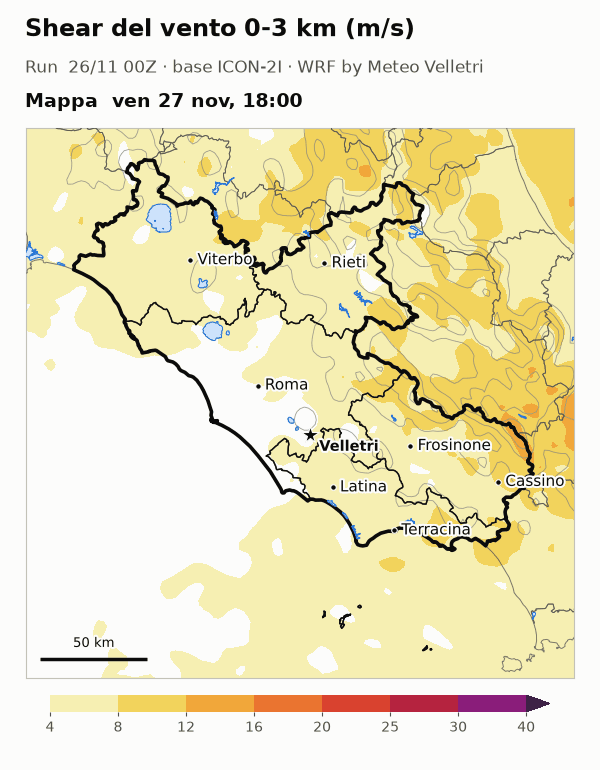 Shear del vento 0-3 km (m/s)
Run  26/11 00Z · base ICON-2I · WRF by Meteo Velletri
Mappa  ven 27 nov, 18:00
Viterbo
Rieti
Roma
Velletri
Frosinone
Cassino
Latina
Terracina
50 km
4 8 12 16 20 25 30 40